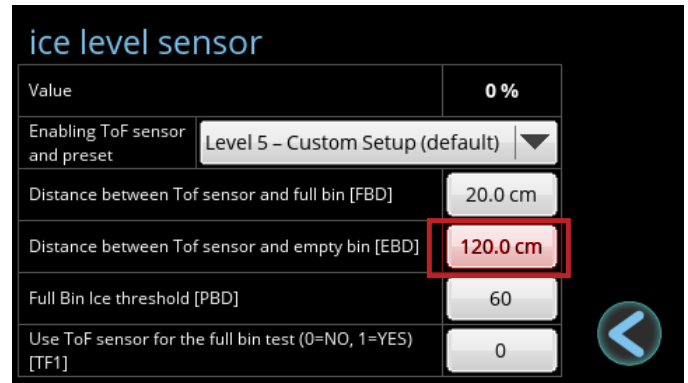 ice level sensor
Value 0 %
Enabling ToF sensor
and preset
Level 5 – Custom Setup (default)
Distance between Tof sensor and full bin [FBD] 20.0 cm
Distance between Tof sensor and empty bin [EBD] 120.0 cm
Full Bin Ice threshold [PBD] 60
Use ToF sensor for the full bin test (0=NO, 1=YES)
[TF1]
0